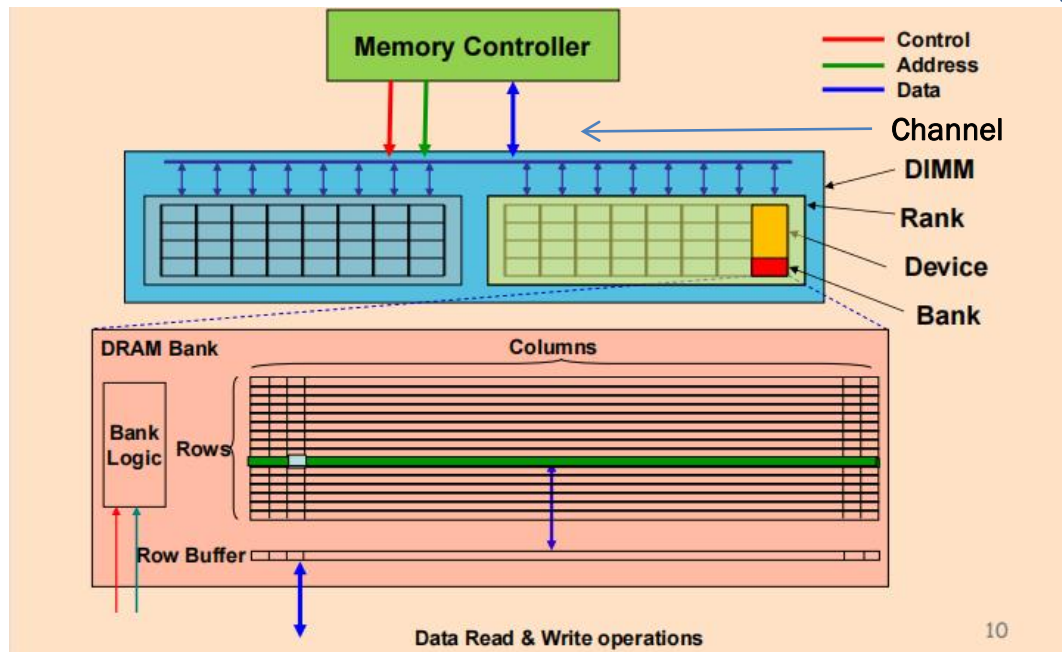 Memory Controller
Control
Address
Data
Channel
DIMM
Rank
Device
Bank
DRAM Bank
Columns
Bank
Logic
Rows
Row Buffer
Data Read & Write operations
10